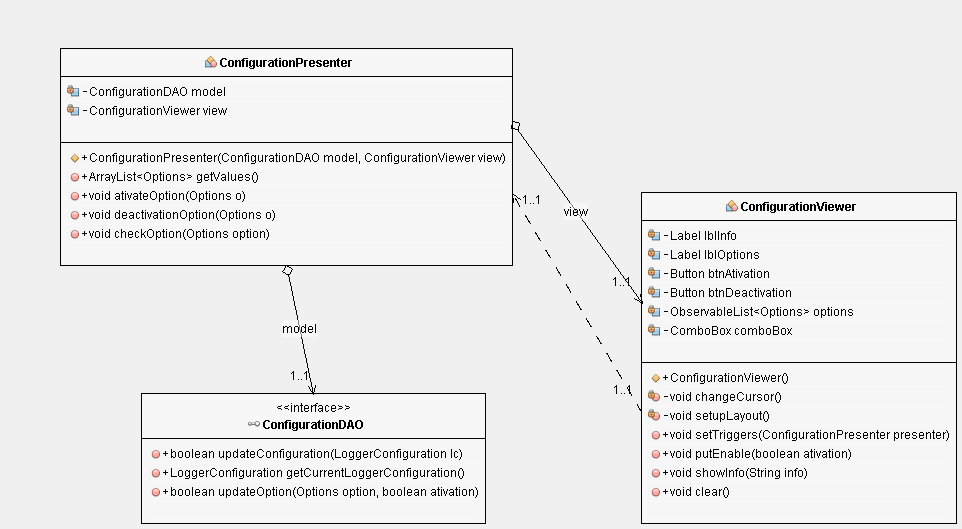 ConfigurationPresenter
- ConfigurationDAO model
- ConfigurationViewer view
+ ConfigurationPresenter(ConfigurationDAO model, ConfigurationViewer view)
+ ArrayList<Options> getValues()
+ void ativateOption(Options o)
+ void deactivationOption(Options o)
+ void checkOption(Options option)
1..1
view
1..1
model
1..1
1..1
<<interface>>
ConfigurationDAO
+ boolean updateConfiguration(LoggerConfiguration lc)
+ LoggerConfiguration getCurrentLoggerConfiguration()
+ boolean updateOption(Options option, boolean ativation)
ConfigurationViewer
- Label lblInfo
- Label lblOptions
- Button btnAtivation
- Button btnDeactivation
- ObservableList<Options> options
- ComboBox comboBox
+ ConfigurationViewer()
- void changeCursor()
- void setupLayout()
+ void setTriggers(ConfigurationPresenter presenter)
+ void putEnable(boolean ativation)
+ void showInfo(String info)
+ void clear()